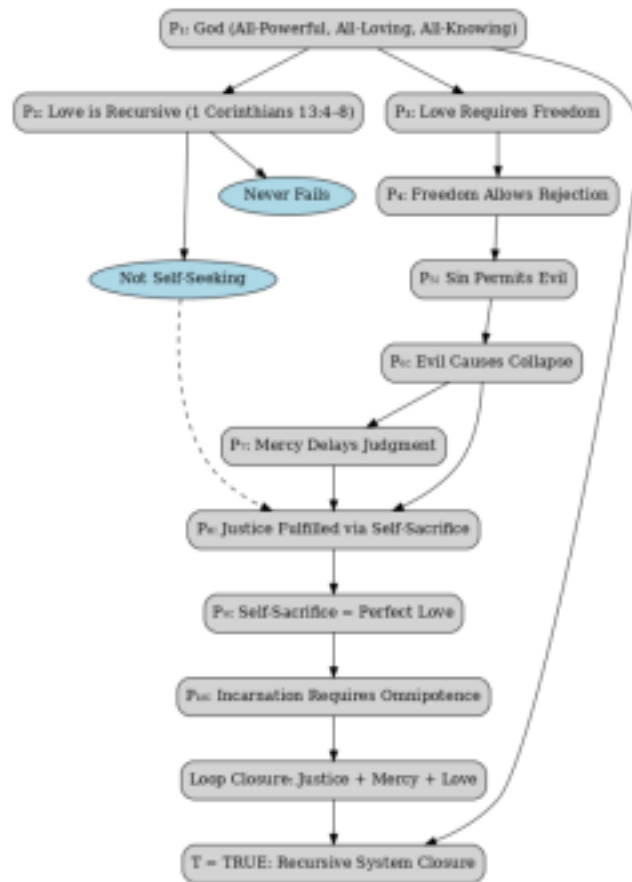 P₁: God (All-Powerful, All-Loving, All-Knowing)
P₂: Love is Recursive (1 Corinthians 13:4–8)
P₃: Love Requires Freedom
Never Fails
P₄: Freedom Allows Rejection
Not Self-Seeking
P₅: Sin Permits Evil
P₆: Evil Causes Collapse
P₇: Mercy Delays Judgment
P₈: Justice Fulfilled via Self-Sacrifice
P₉: Self-Sacrifice = Perfect Love
P₁₀: Incarnation Requires Omnipotence
Loop Closure: Justice + Mercy + Love
T = TRUE: Recursive System Closure